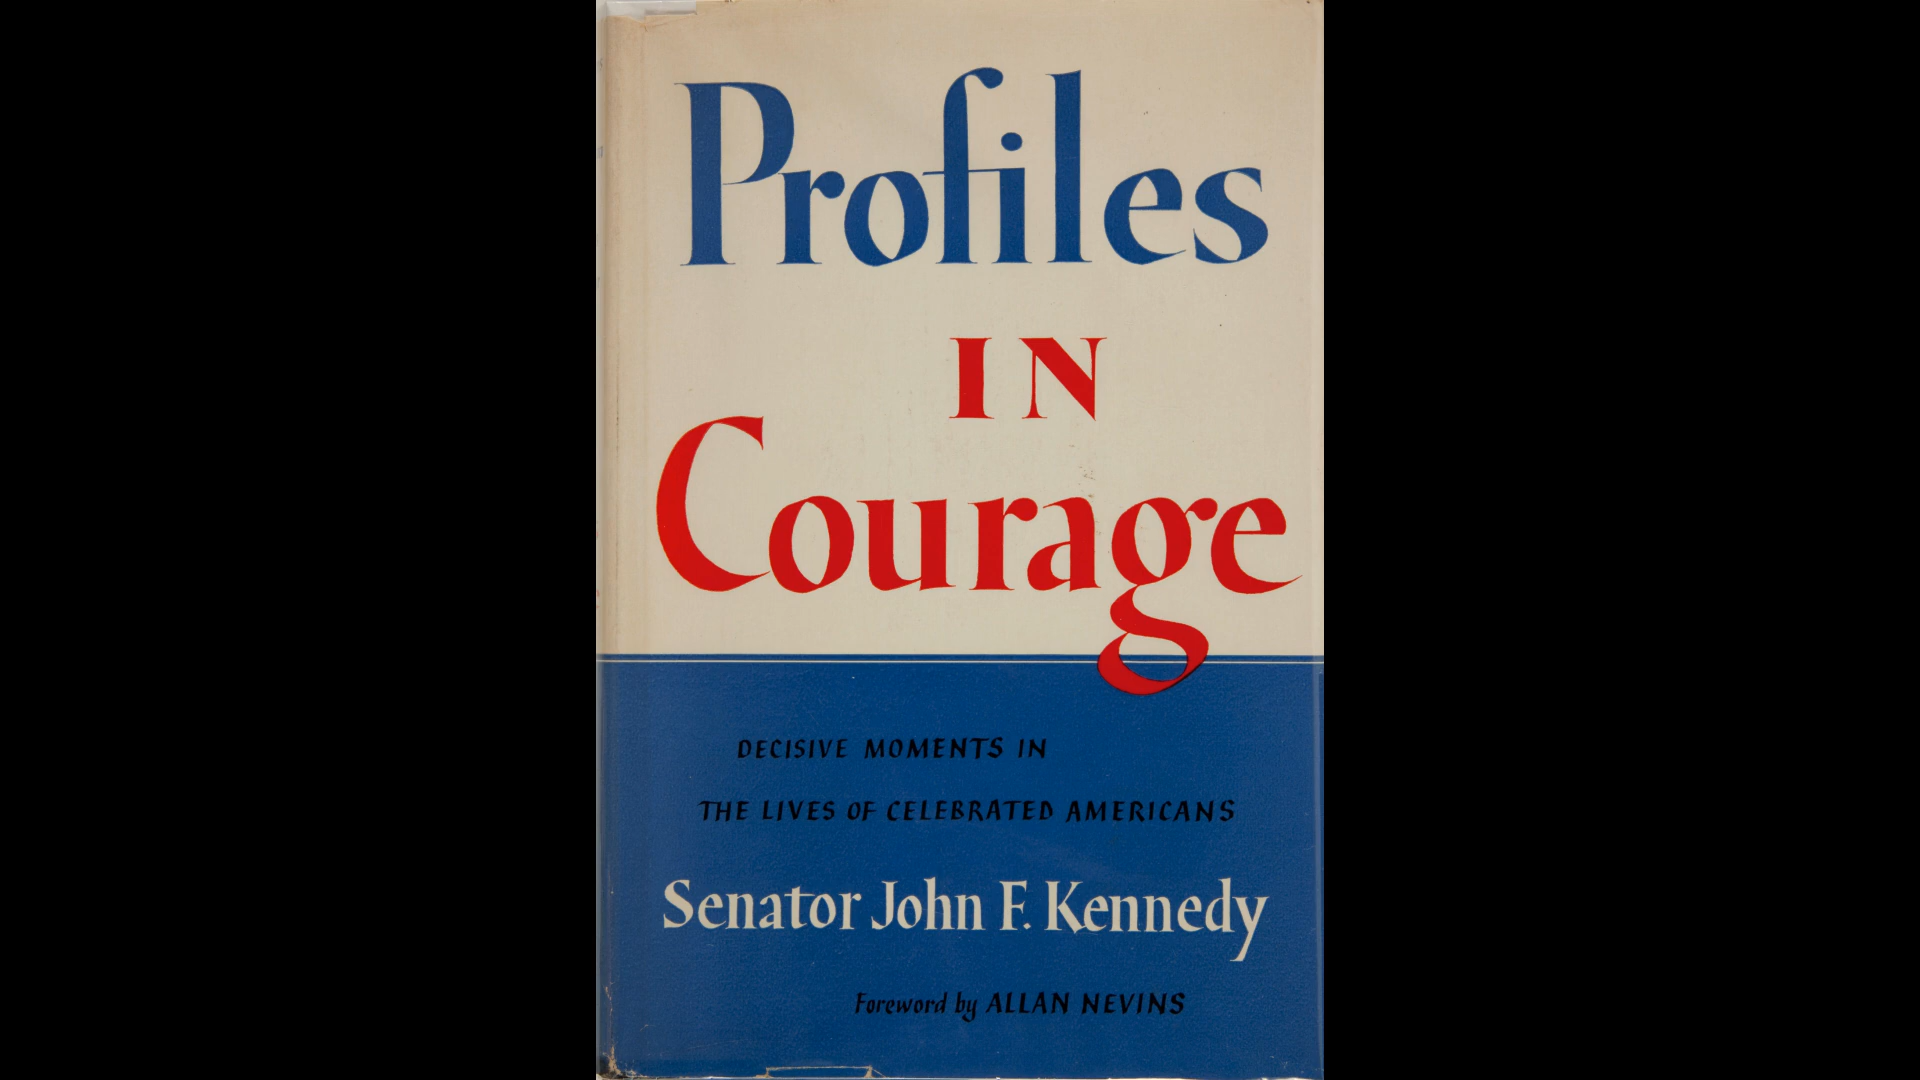 Profiles
IN
Courage
DECISIVE MOMENTS IN
THE LIVES OF CELEBRATED AMERICANS
Senator John F. Kennedy
Foreword by ALLAN NEVINS